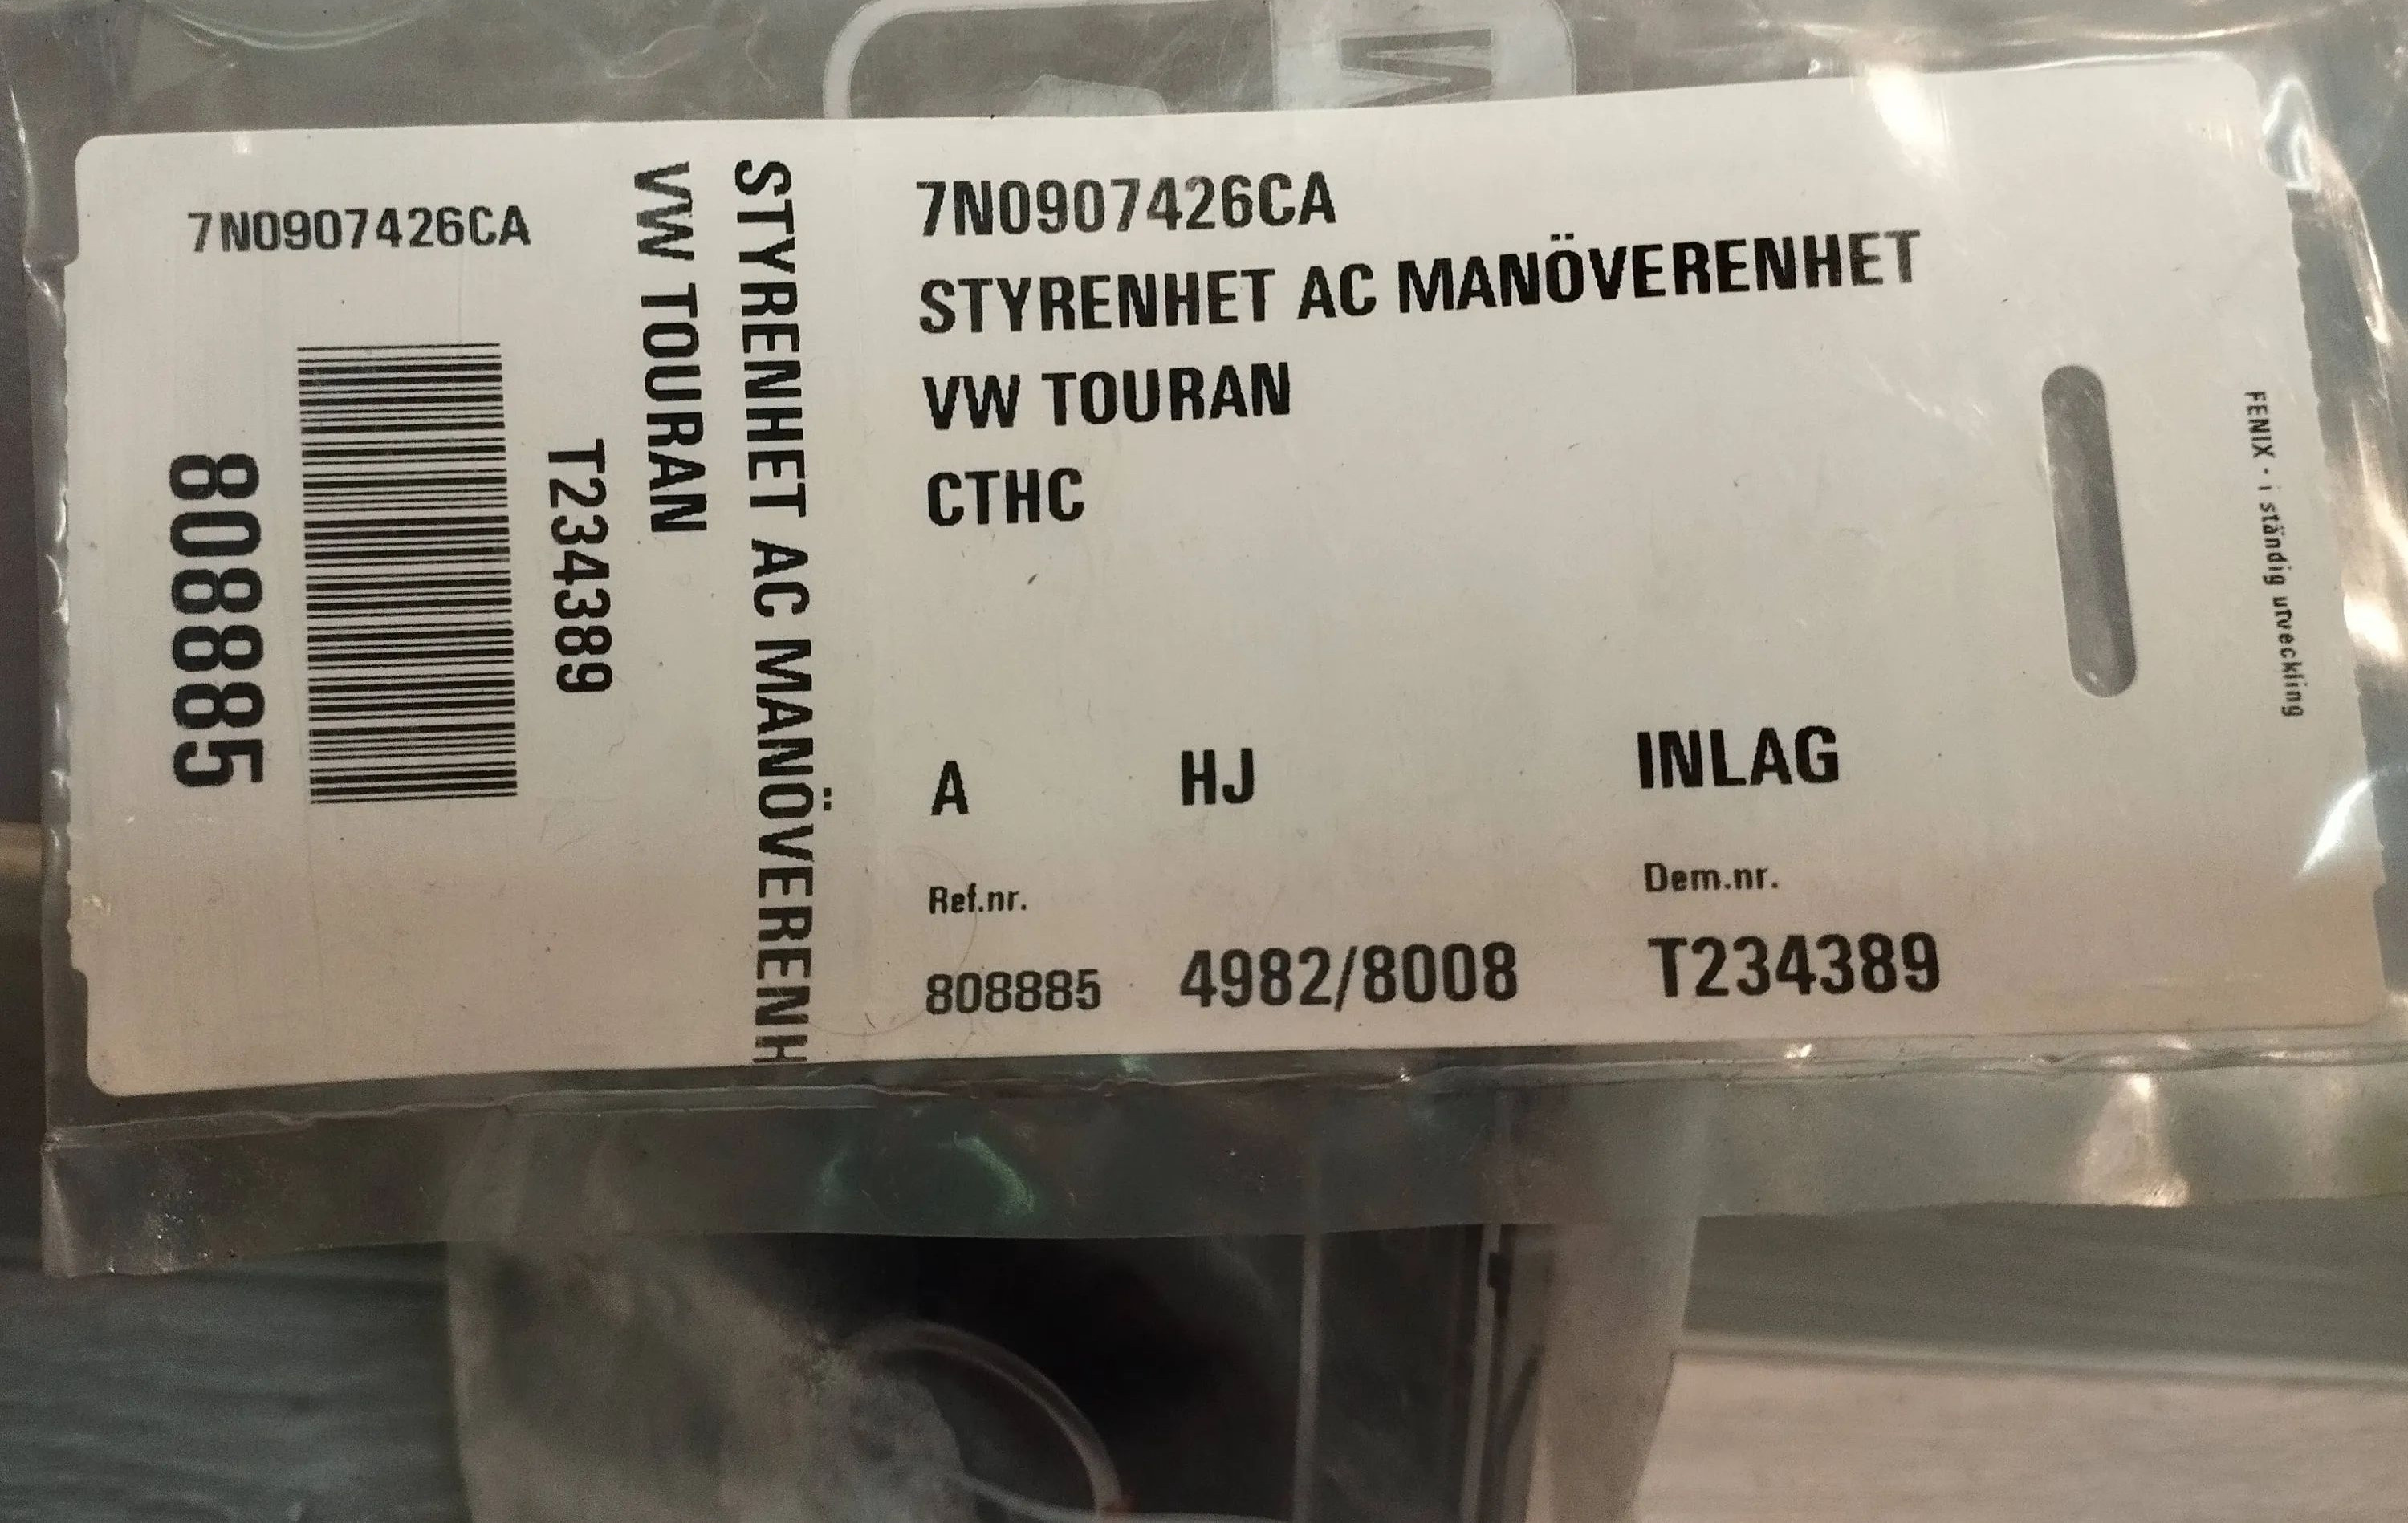 7N0907426CA
808885
T234389
VW TOURAN
STYRENHET AC MANÖVERENH
7N0907426CA
STYRENHET AC MANÖVERENHET
VW TOURAN
CTHC
A HJ INLAG
Ref.nr. Dem.nr.
808885 4982/8008 T234389
FENIX - i ständig utveckling